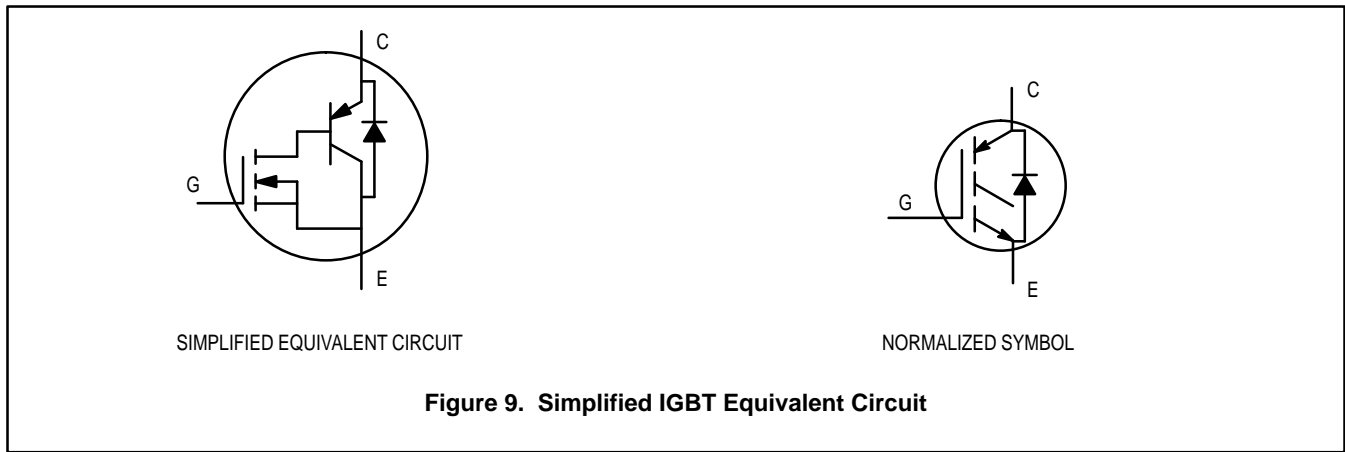 C
G
E
SIMPLIFIED EQUIVALENT CIRCUIT
C
G
E
NORMALIZED SYMBOL
Figure 9. Simplified IGBT Equivalent Circuit